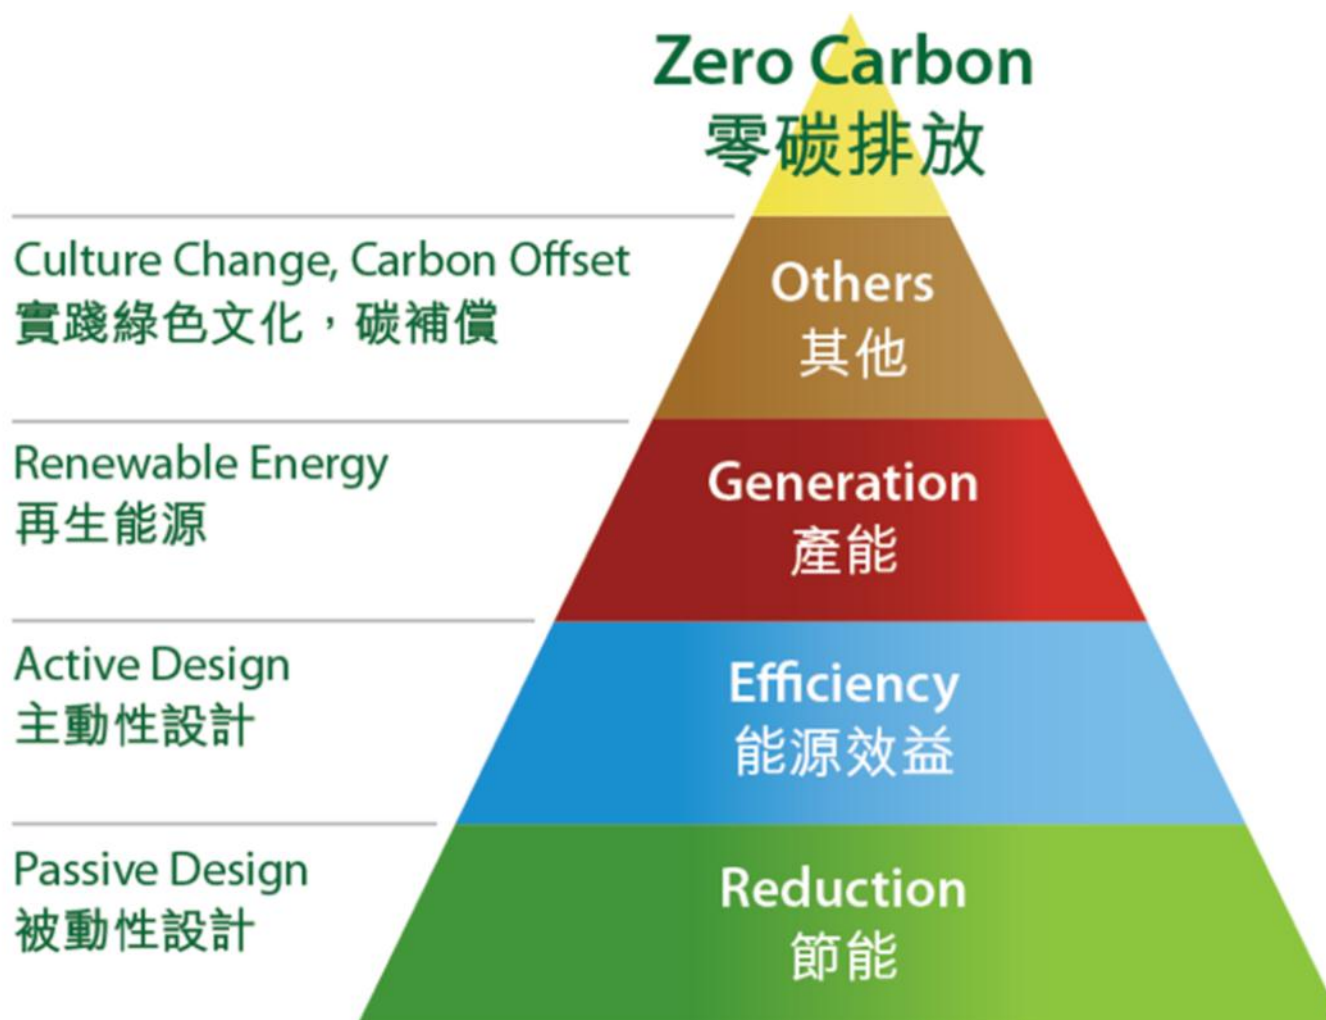 Zero Carbon
零碳排放
Culture Change, Carbon Offset
實踐綠色文化，碳補償
Others
其他
Renewable Energy
再生能源
Generation
產能
Active Design
主動性設計
Efficiency
能源效益
Passive Design
被動性設計
Reduction
節能